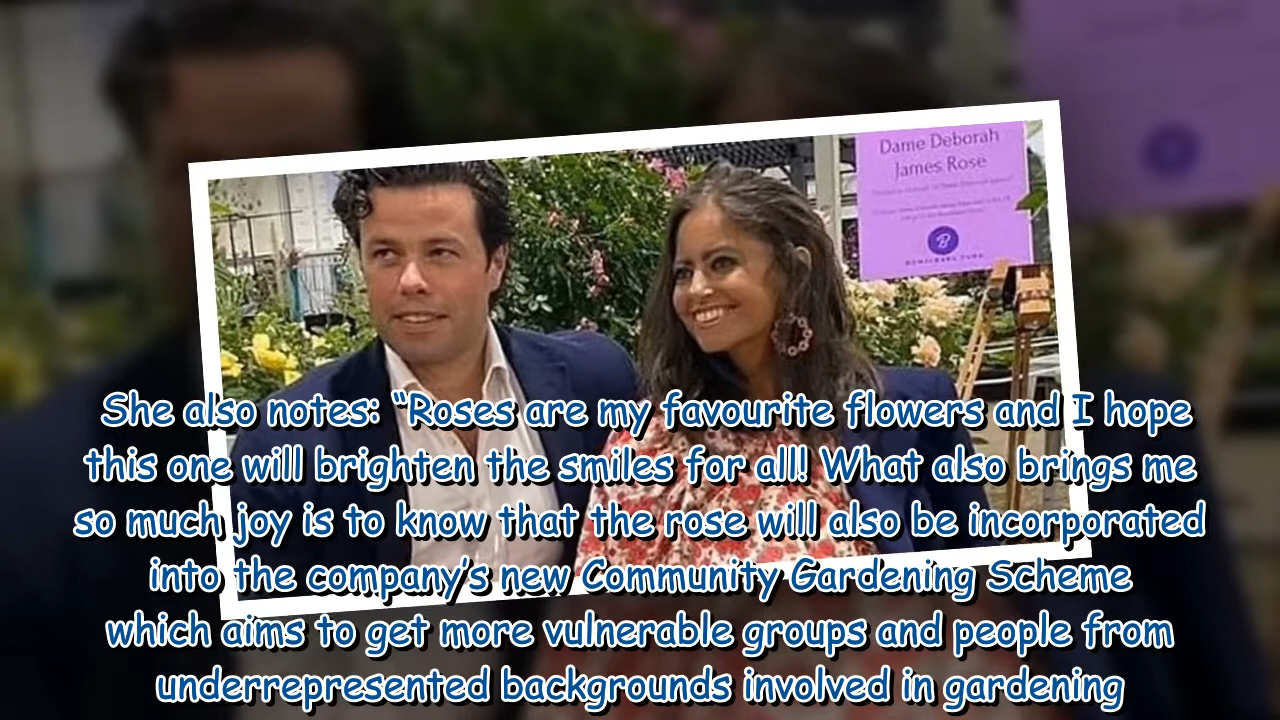 Dame Deborah
James Rose
BOWELBABE FUND
She also notes: “Roses are my favourite flowers and I hope
this one will brighten the smiles for all! What also brings me
so much joy is to know that the rose will also be incorporated
into the company’s new Community Gardening Scheme
which aims to get more vulnerable groups and people from
underrepresented backgrounds involved in gardening